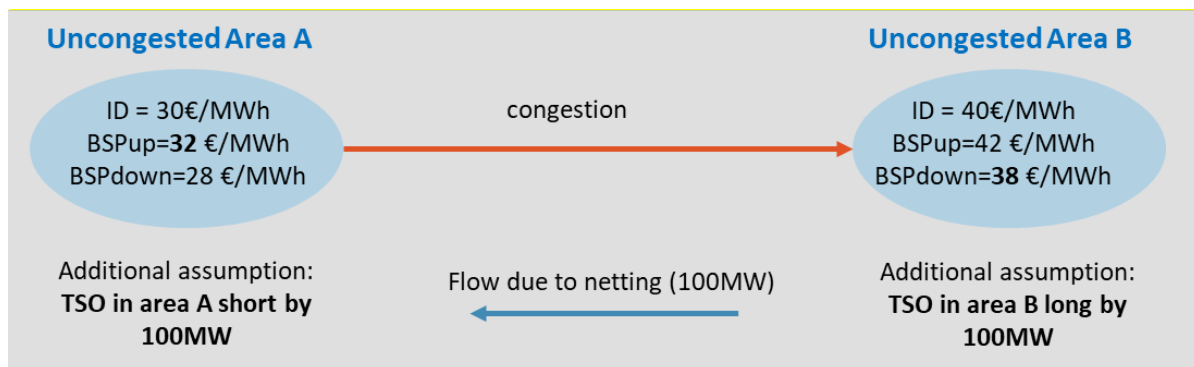 Uncongested Area A
ID = 30€/MWh
BSPup=32 €/MWh
BSPdown=28 €/MWh
Additional assumption:
TSO in area A short by
100MW
congestion
Flow due to netting (100MW)
Uncongested Area B
ID = 40€/MWh
BSPup=42 €/MWh
BSPdown=38 €/MWh
Additional assumption:
TSO in area B long by
100MW